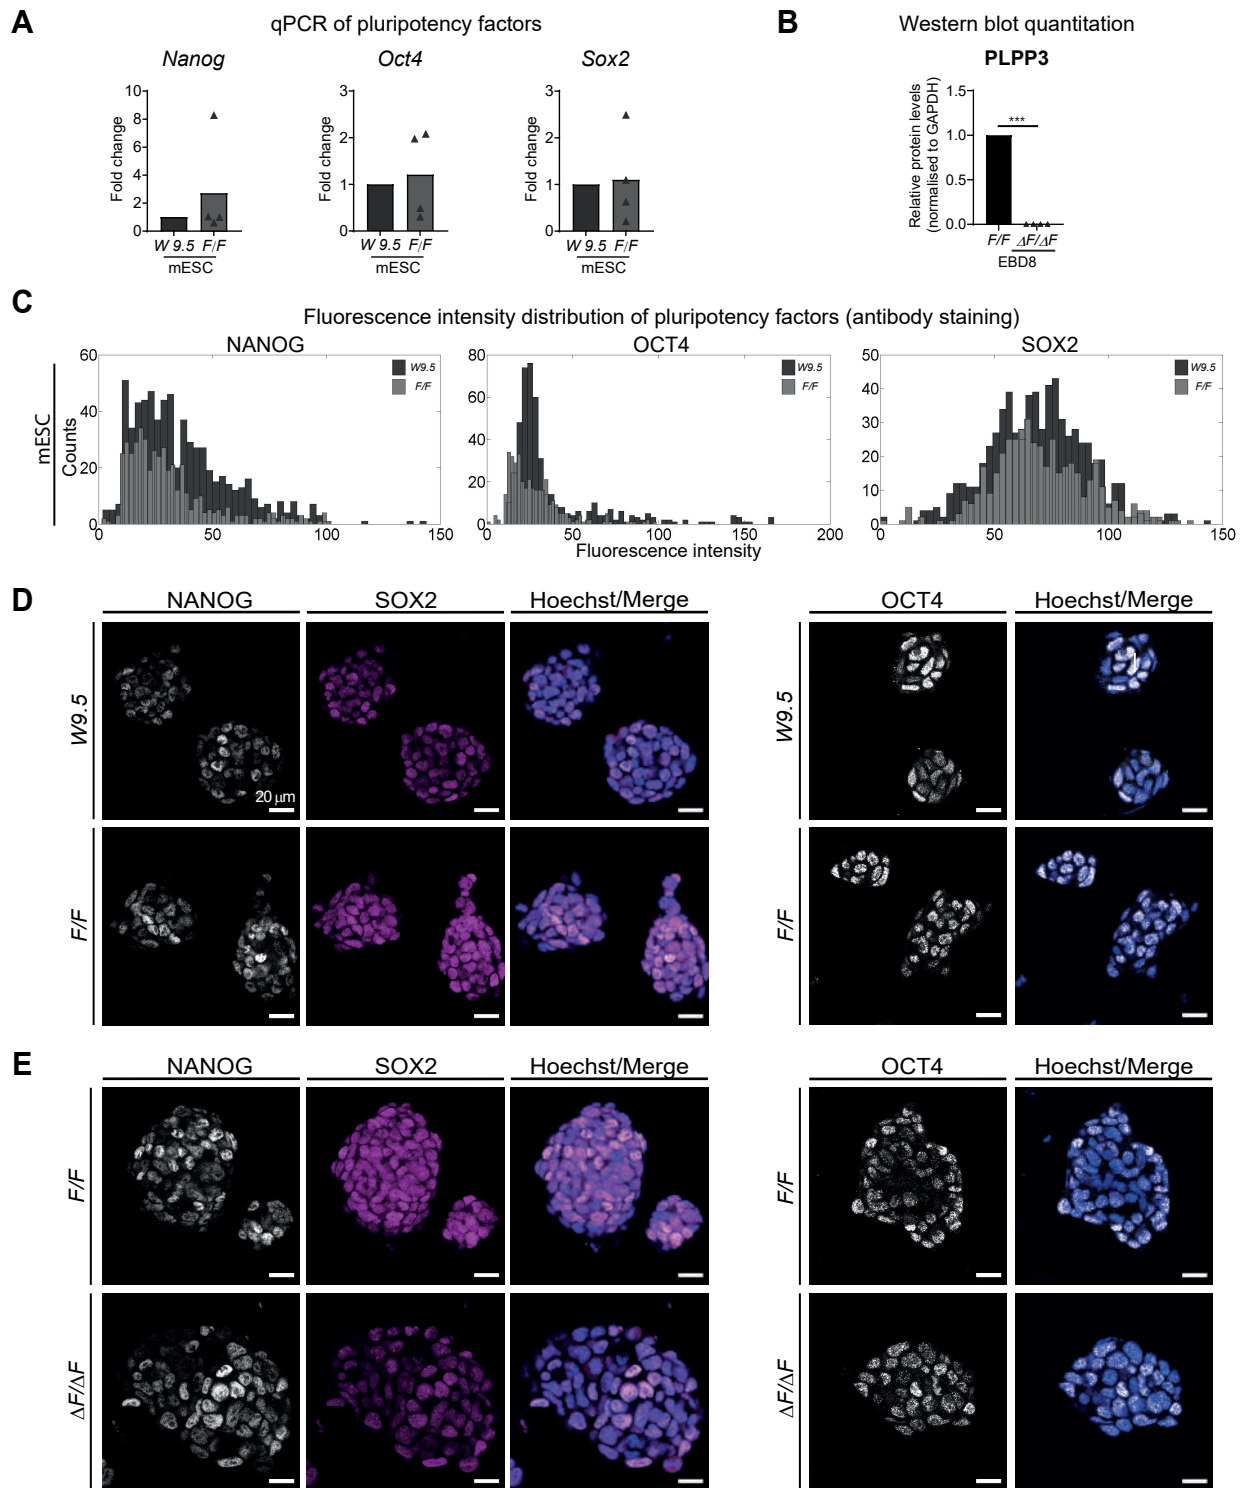 A
qPCR of pluripotency factors
Nanog
Oct4
Sox2
Fold change
10
8
6
4
2
0
W 9.5 F/F
mESC
Fold change
3
2
1
0
W 9.5 F/F
mESC
Fold change
3
2
1
0
W 9.5 F/F
mESC
B
Western blot quantitation
PLPP3
Relative protein levels
(normalised to GAPDH)
1.5
1.0
0.5
0.0
***
F/F ΔF/ΔF
EBD8
C
Fluorescence intensity distribution of pluripotency factors (antibody staining)
mESC
Counts
NANOG
60
40
20
0
0 50 100 150
W9.5
F/F
OCT4
80
60
40
20
0
0 50 100 150 200
W9.5
F/F
SOX2
50
40
30
20
10
0
0 50 100 150
W9.5
F/F
Fluorescence intensity
D
NANOG SOX2 Hoechst/Merge OCT4 Hoechst/Merge
W9.5
20 μm
W9.5
F/F
F/F
E
NANOG SOX2 Hoechst/Merge OCT4 Hoechst/Merge
F/F
F/F
ΔF/ΔF
ΔF/ΔF